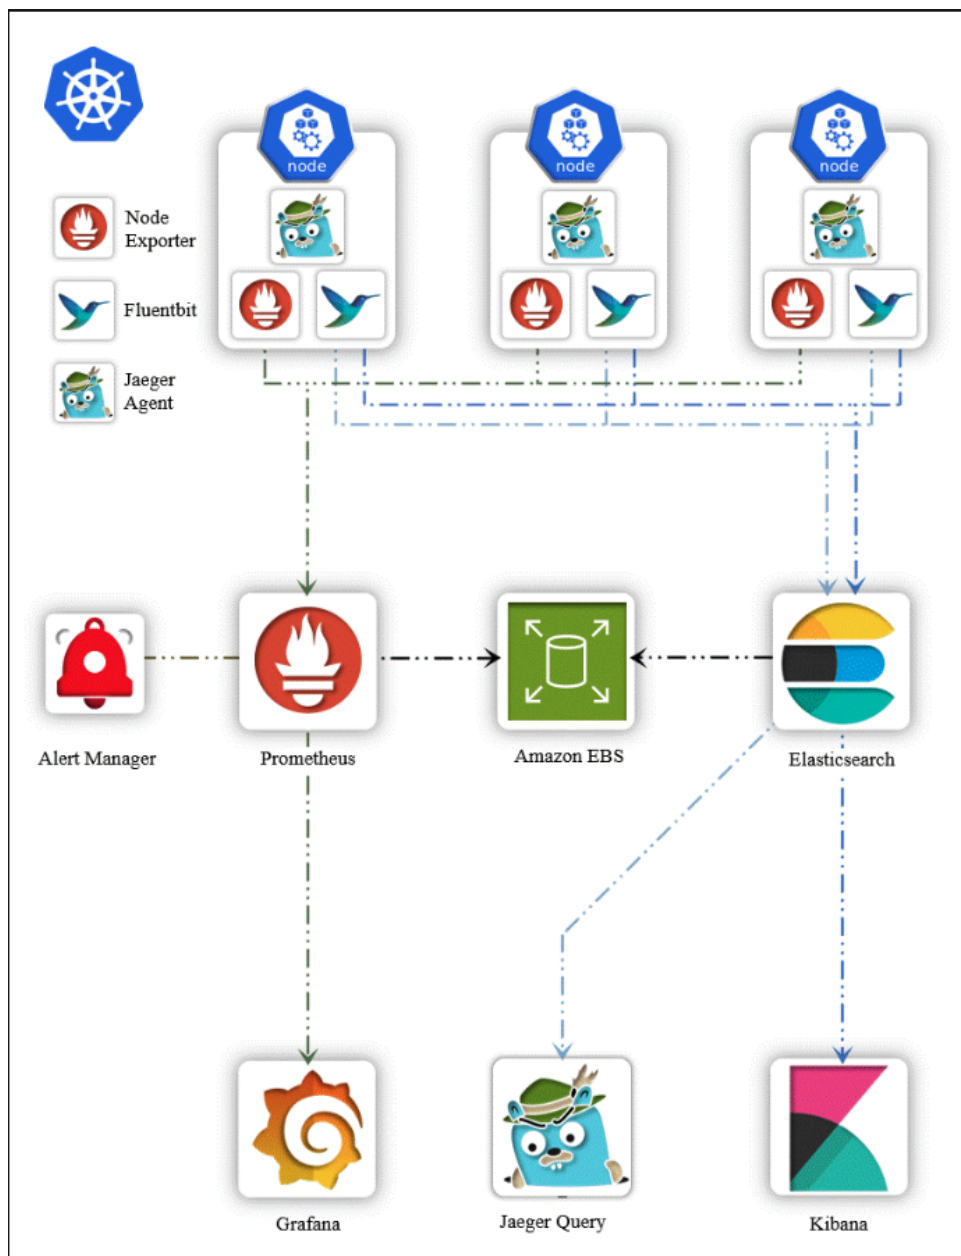 node
node
node
Node
Exporter
Fluentbit
Jaeger
Agent
Alert Manager
Prometheus
Amazon EBS
Elasticsearch
Grafana
Jaeger Query
Kibana